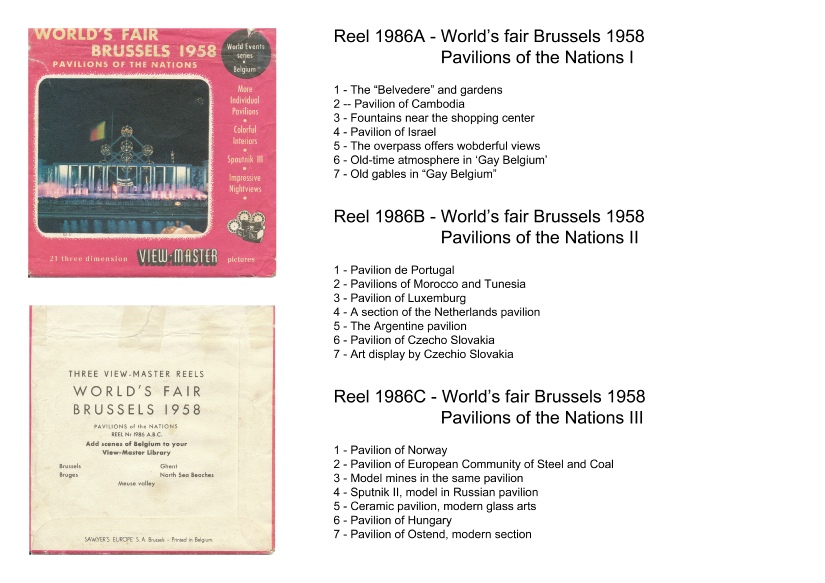 WORLD'S FAIR
BRUSSELS 1958
PAVILIONS OF THE NATIONS
World Events
series
•
Belgium
More
Individual
Pavilions
•
Colorful
Interiors
•
Spoutnik III
•
Impressive
Nightviews
•
21 three dimension VIEW-MASTER pictures
THREE VIEW-MASTER REELS
WORLD'S FAIR
BRUSSELS 1958
PAVILIONS of the NATIONS
REEL Nr 1986 A.B.C.
Add scenes of Belgium to your
View-Master Library
Brussels Ghent
Bruges North Sea Beaches
Meuse valley
SAWYER'S EUROPE S. A. Brussels - Printed in Belgium
Reel 1986A - World's fair Brussels 1958
Pavilions of the Nations I
1 - The “Belvedere” and gardens
2 -- Pavilion of Cambodia
3 - Fountains near the shopping center
4 - Pavilion of Israel
5 - The overpass offers wobderful views
6 - Old-time atmosphere in ‘Gay Belgium’
7 - Old gables in “Gay Belgium”
Reel 1986B - World's fair Brussels 1958
Pavilions of the Nations II
1 - Pavilion de Portugal
2 - Pavilions of Morocco and Tunesia
3 - Pavilion of Luxemburg
4 - A section of the Netherlands pavilion
5 - The Argentine pavilion
6 - Pavilion of Czecho Slovakia
7 - Art display by Czechio Slovakia
Reel 1986C - World's fair Brussels 1958
Pavilions of the Nations III
1 - Pavilion of Norway
2 - Pavilion of European Community of Steel and Coal
3 - Model mines in the same pavilion
4 - Sputnik II, model in Russian pavilion
5 - Ceramic pavilion, modern glass arts
6 - Pavilion of Hungary
7 - Pavilion of Ostend, modern section